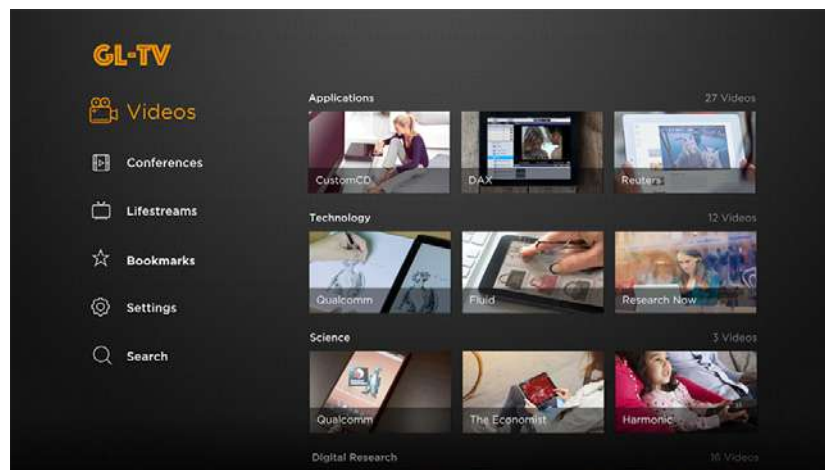 GL-TV
Videos
Conferences
Lifestreams
Bookmarks
Settings
Search
Applications 27 Videos
CustomCD DAX Reuters
Technology 12 Videos
Qualcomm Fluid Research Now
Science 3 Videos
Qualcomm The Economist Harmonic
Digital Research 16 Videos